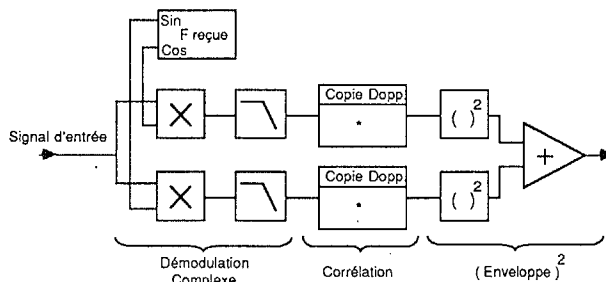 Sin
F reçue
Cos
Signal d'entrée
Copie Dopp.
*
( )²
Copie Dopp.
*
( )²
+
Démodulation
Complexe
Corrélation
( Enveloppe )²